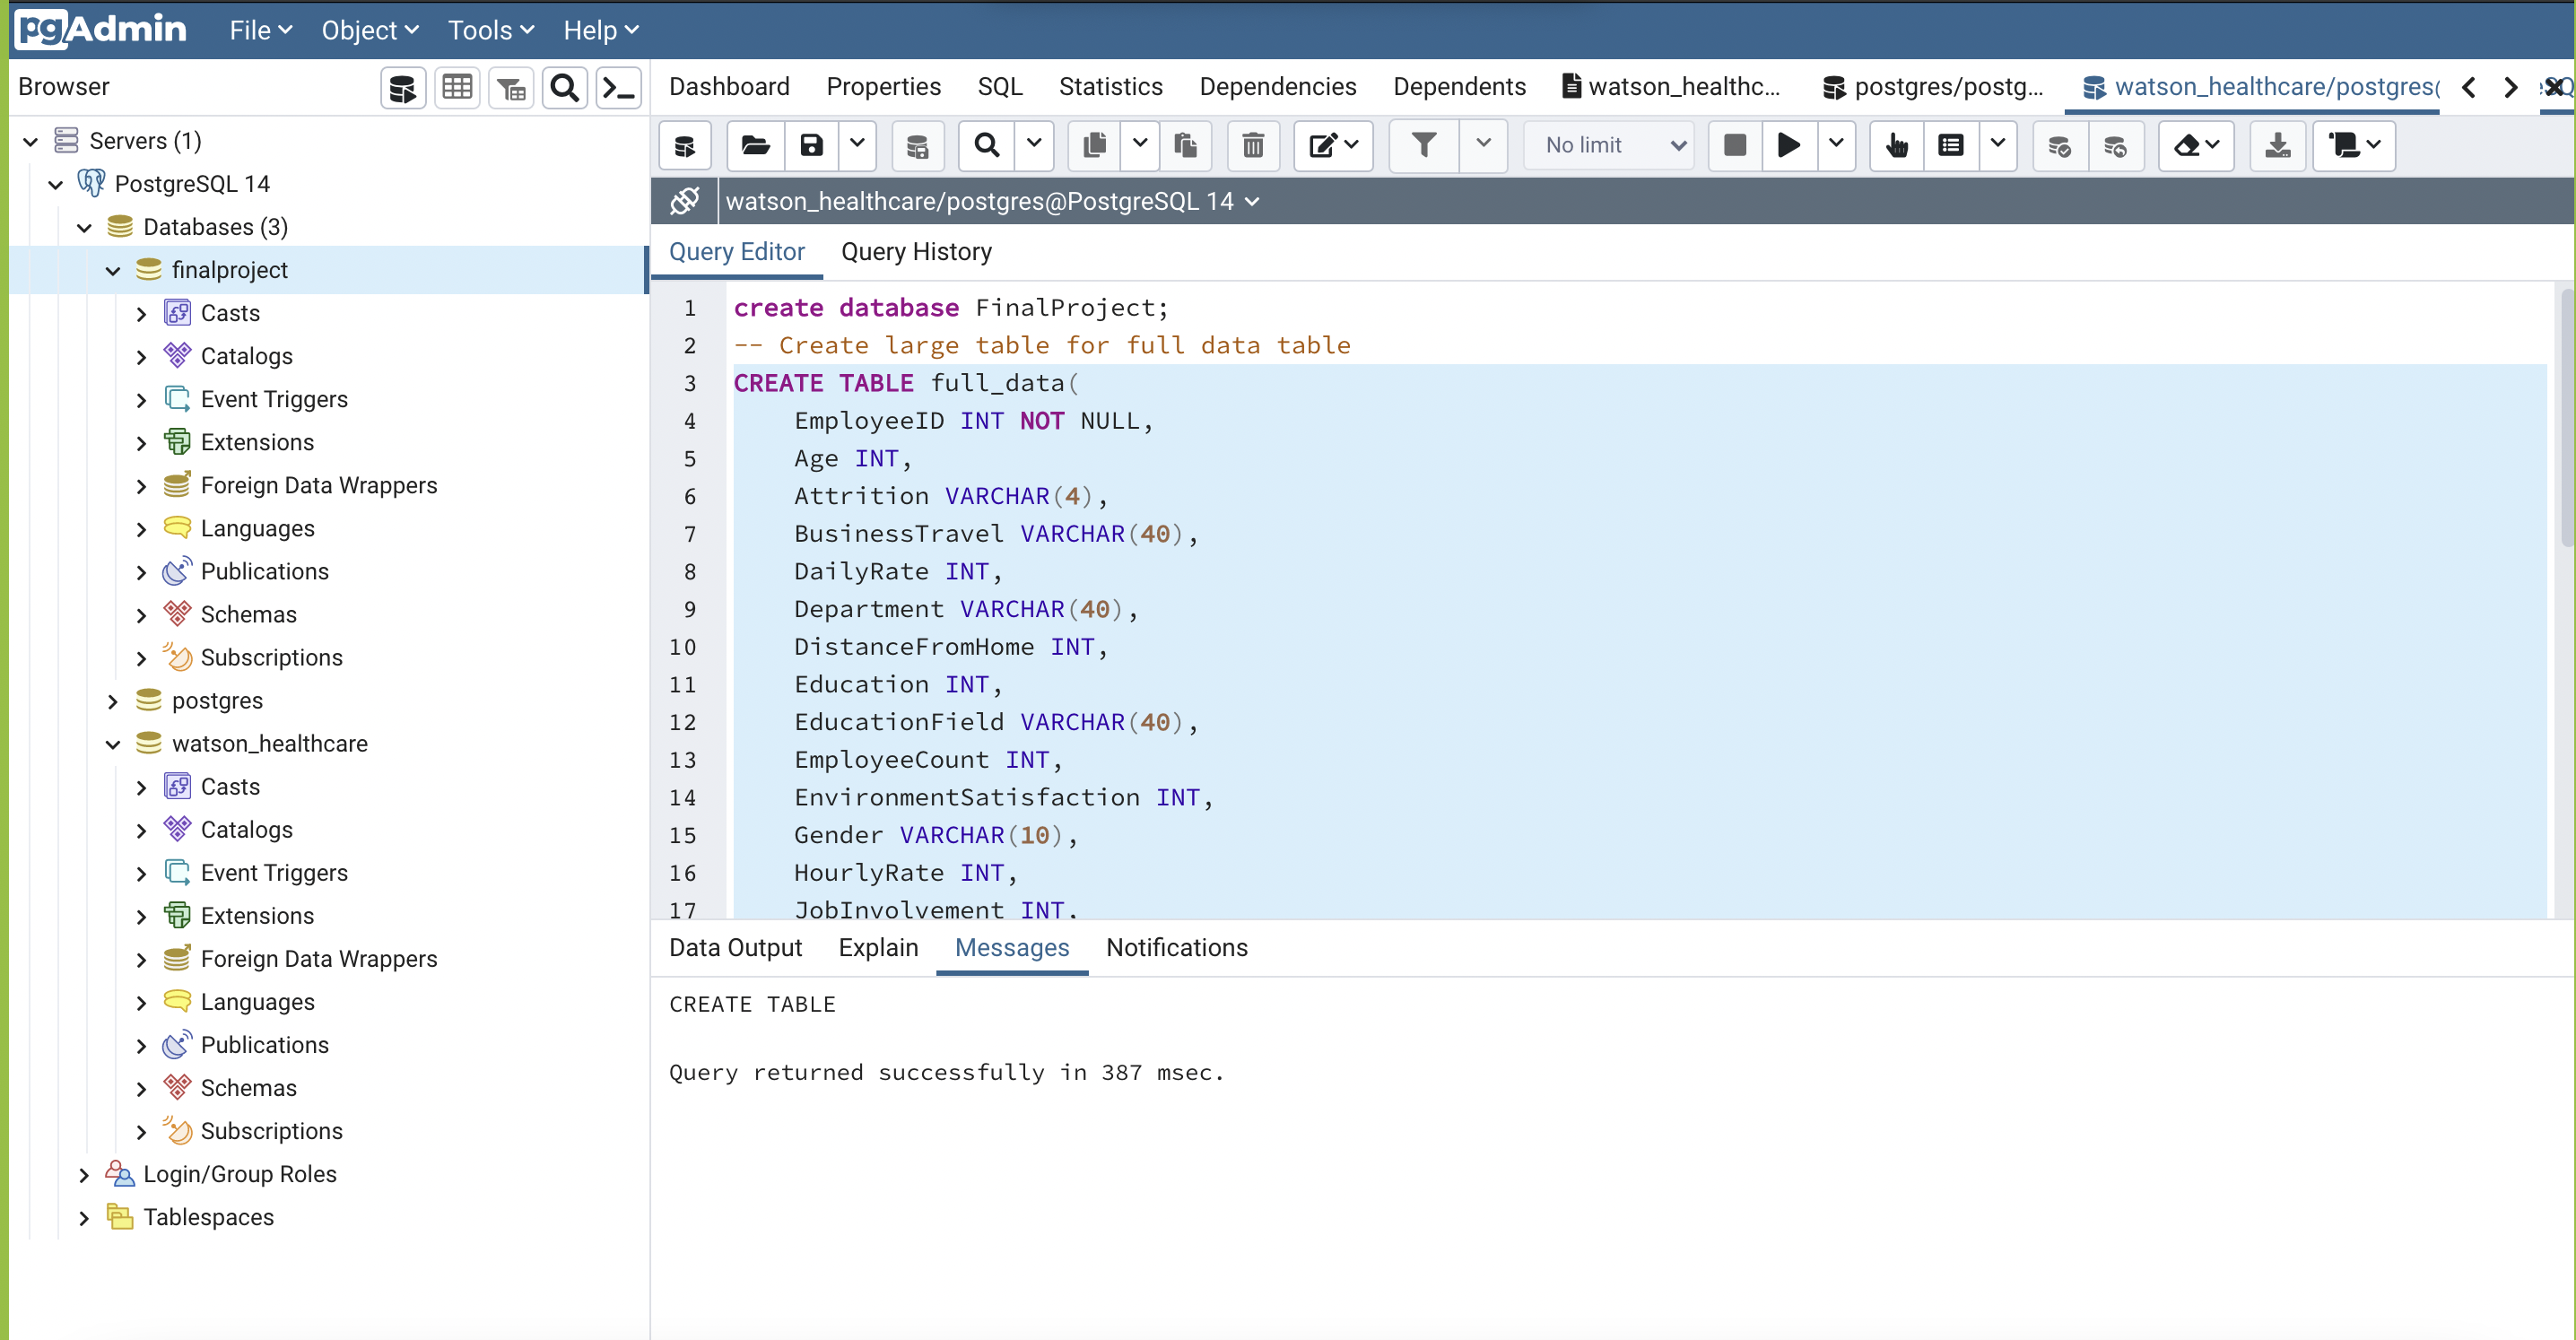 pgAdmin File Object Tools Help
Browser
Dashboard Properties SQL Statistics Dependencies Dependents watson_healthc... postgres/postg... watson_healthcare/postgres
Servers (1)
PostgreSQL 14
Databases (3)
finalproject
Casts
Catalogs
Event Triggers
Extensions
Foreign Data Wrappers
Languages
Publications
Schemas
Subscriptions
postgres
watson_healthcare
Casts
Catalogs
Event Triggers
Extensions
Foreign Data Wrappers
Languages
Publications
Schemas
Subscriptions
Login/Group Roles
Tablespaces
No limit
watson_healthcare/postgres@PostgreSQL 14
Query Editor Query History
1 create database FinalProject;
2 -- Create large table for full data table
3 CREATE TABLE full_data(
4 EmployeeID INT NOT NULL,
5 Age INT,
6 Attrition VARCHAR(4),
7 BusinessTravel VARCHAR(40),
8 DailyRate INT,
9 Department VARCHAR(40),
10 DistanceFromHome INT,
11 Education INT,
12 EducationField VARCHAR(40),
13 EmployeeCount INT,
14 EnvironmentSatisfaction INT,
15 Gender VARCHAR(10),
16 HourlyRate INT,
17 JobInvolvement INT,
Data Output Explain Messages Notifications
CREATE TABLE
Query returned successfully in 387 msec.